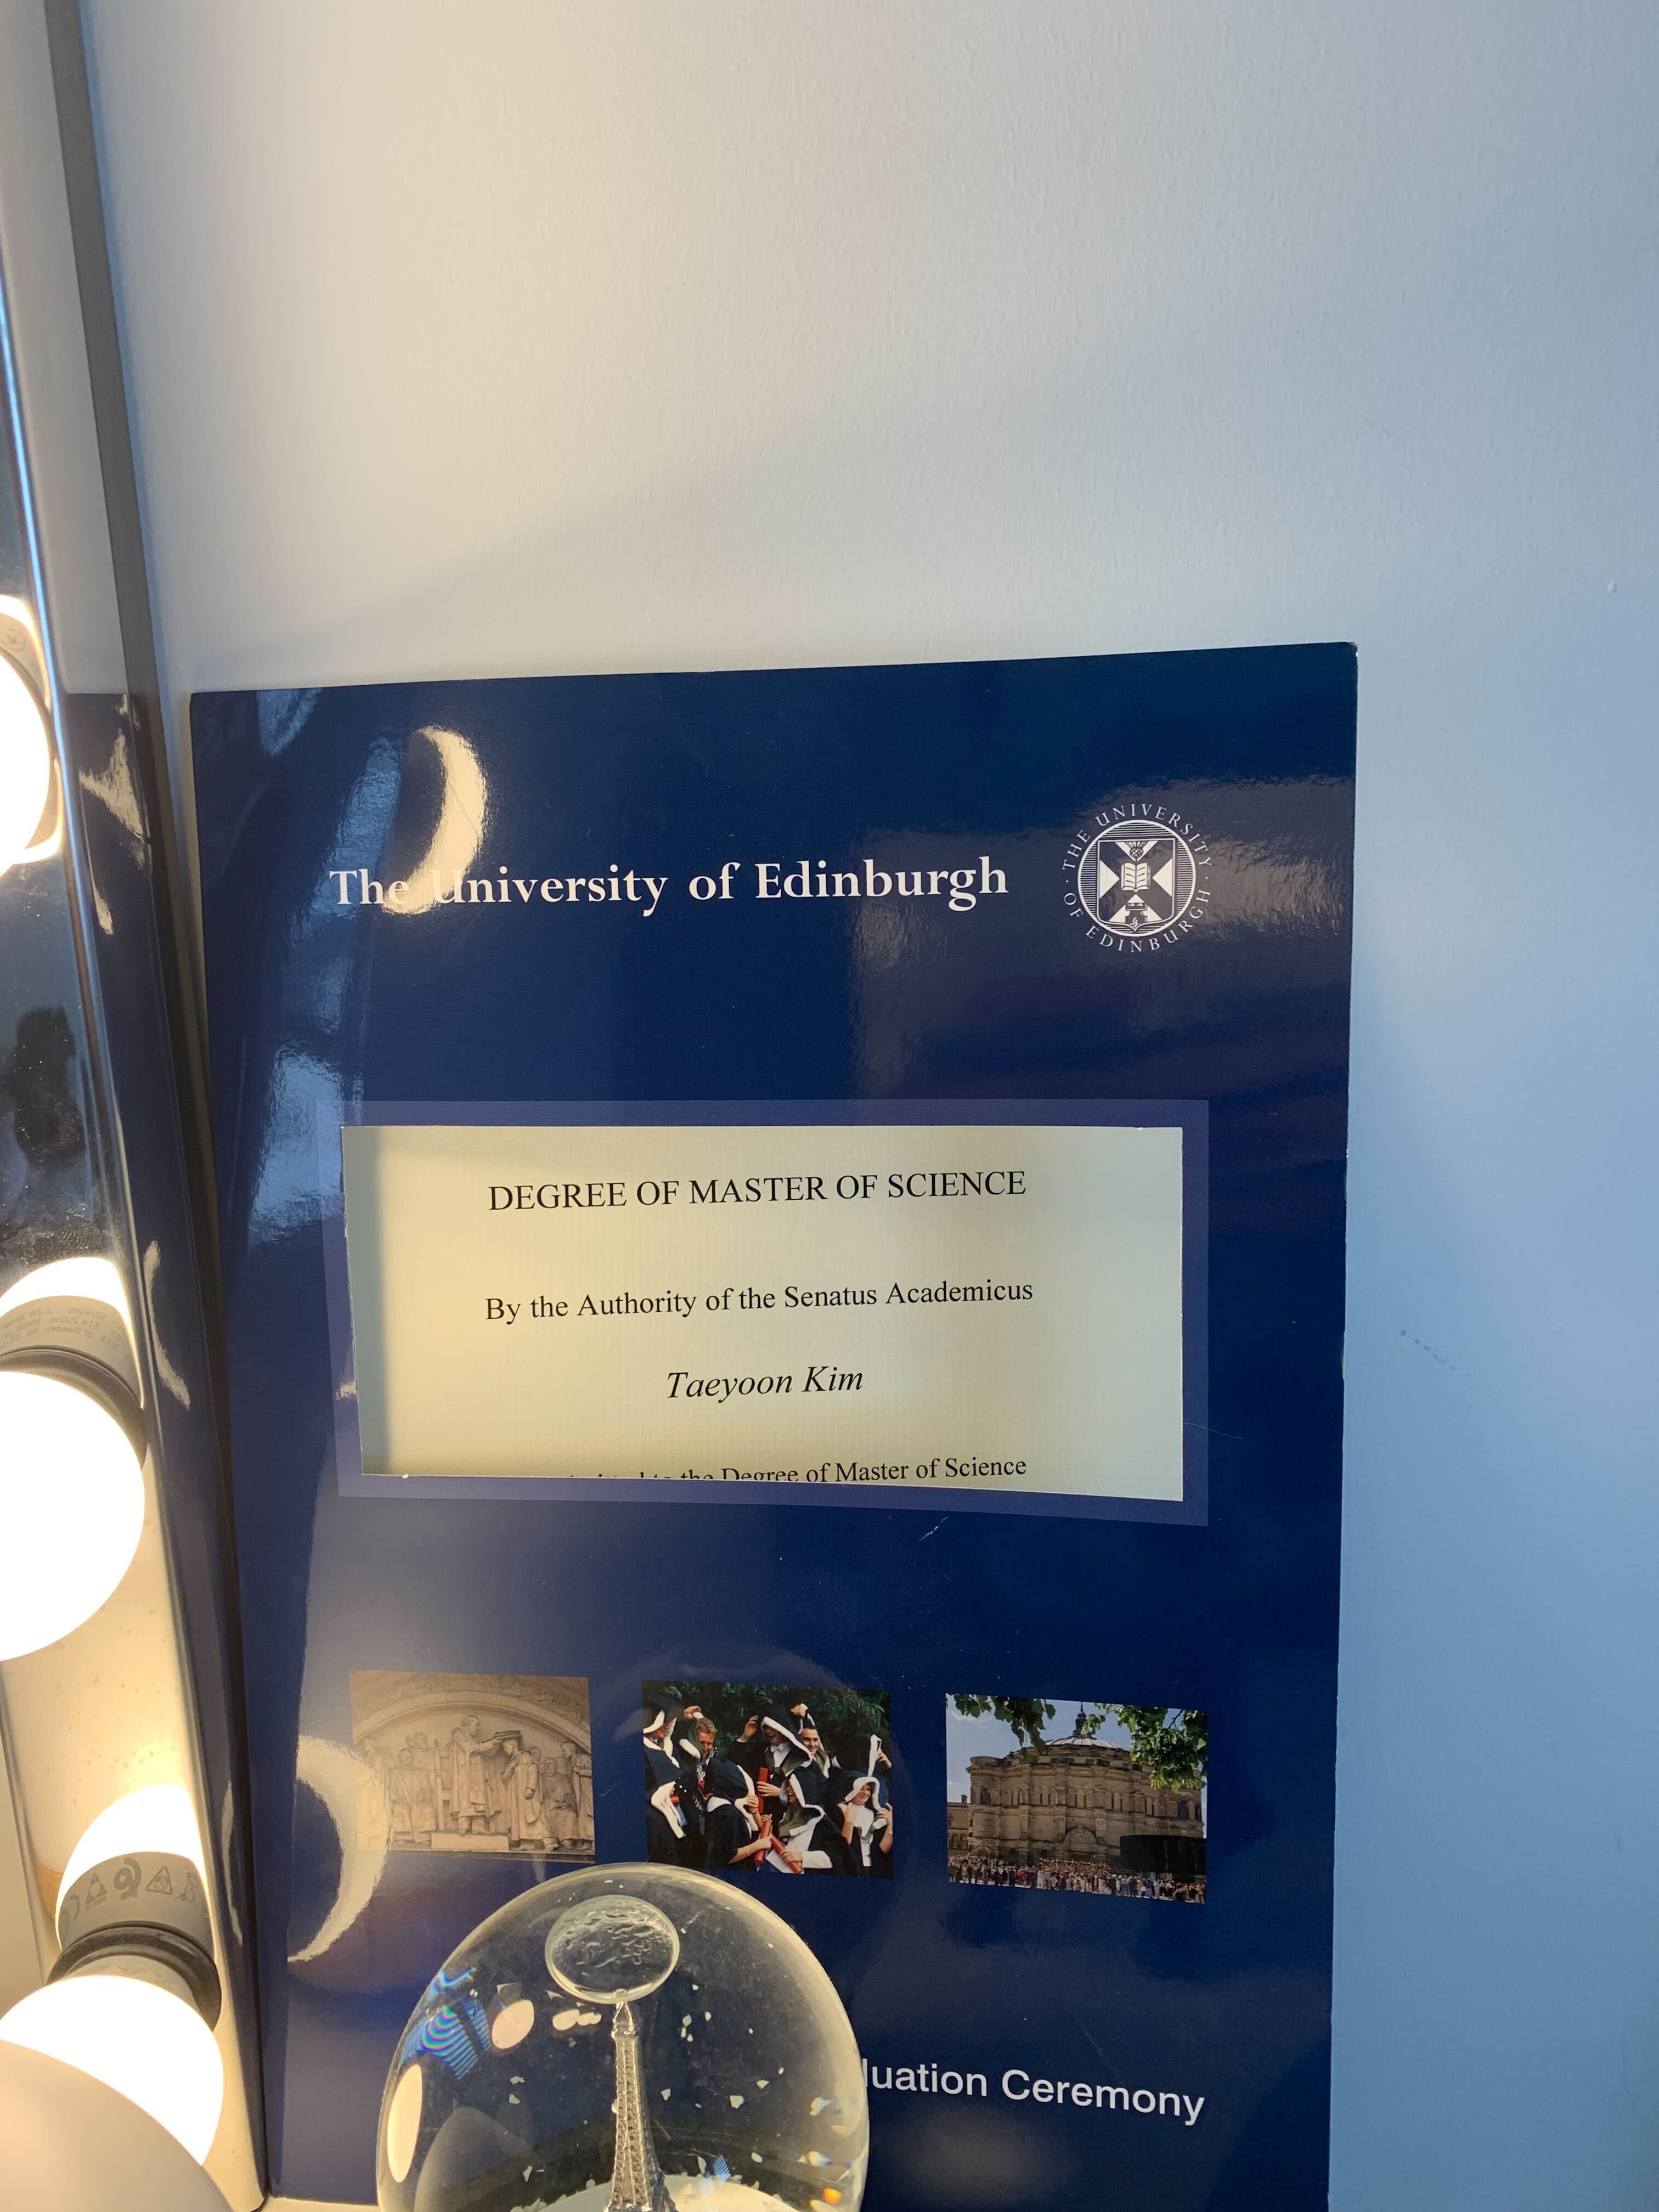 The University of Edinburgh
THE UNIVERSITY OF EDINBURGH
DEGREE OF MASTER OF SCIENCE
By the Authority of the Senatus Academicus
Taeyoon Kim
the Degree of Master of Science
Ceremony